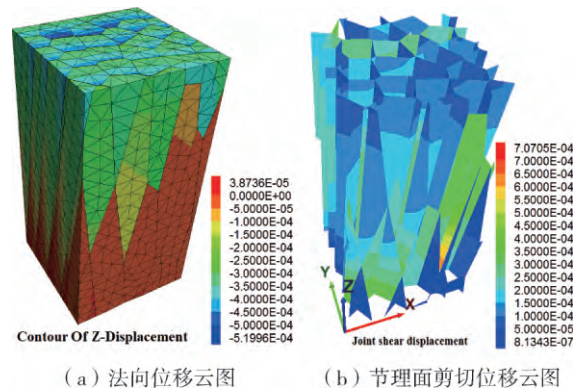 3.8736E-05
0.0000E+00
-5.0000E-05
-1.0000E-04
-1.5000E-04
-2.0000E-04
-2.5000E-04
-3.0000E-04
-3.5000E-04
-4.0000E-04
-4.5000E-04
-5.0000E-04
-5.1996E-04
Contour Of Z-Displacement
7.0705E-04
7.0000E-04
6.5000E-04
6.0000E-04
5.5000E-04
5.0000E-04
4.5000E-04
4.0000E-04
3.5000E-04
3.0000E-04
2.5000E-04
2.0000E-04
1.5000E-04
1.0000E-04
5.0000E-05
8.1343E-07
Y
Z
X
Joint shear displacement
（a）法向位移云图
（b）节理面剪切位移云图